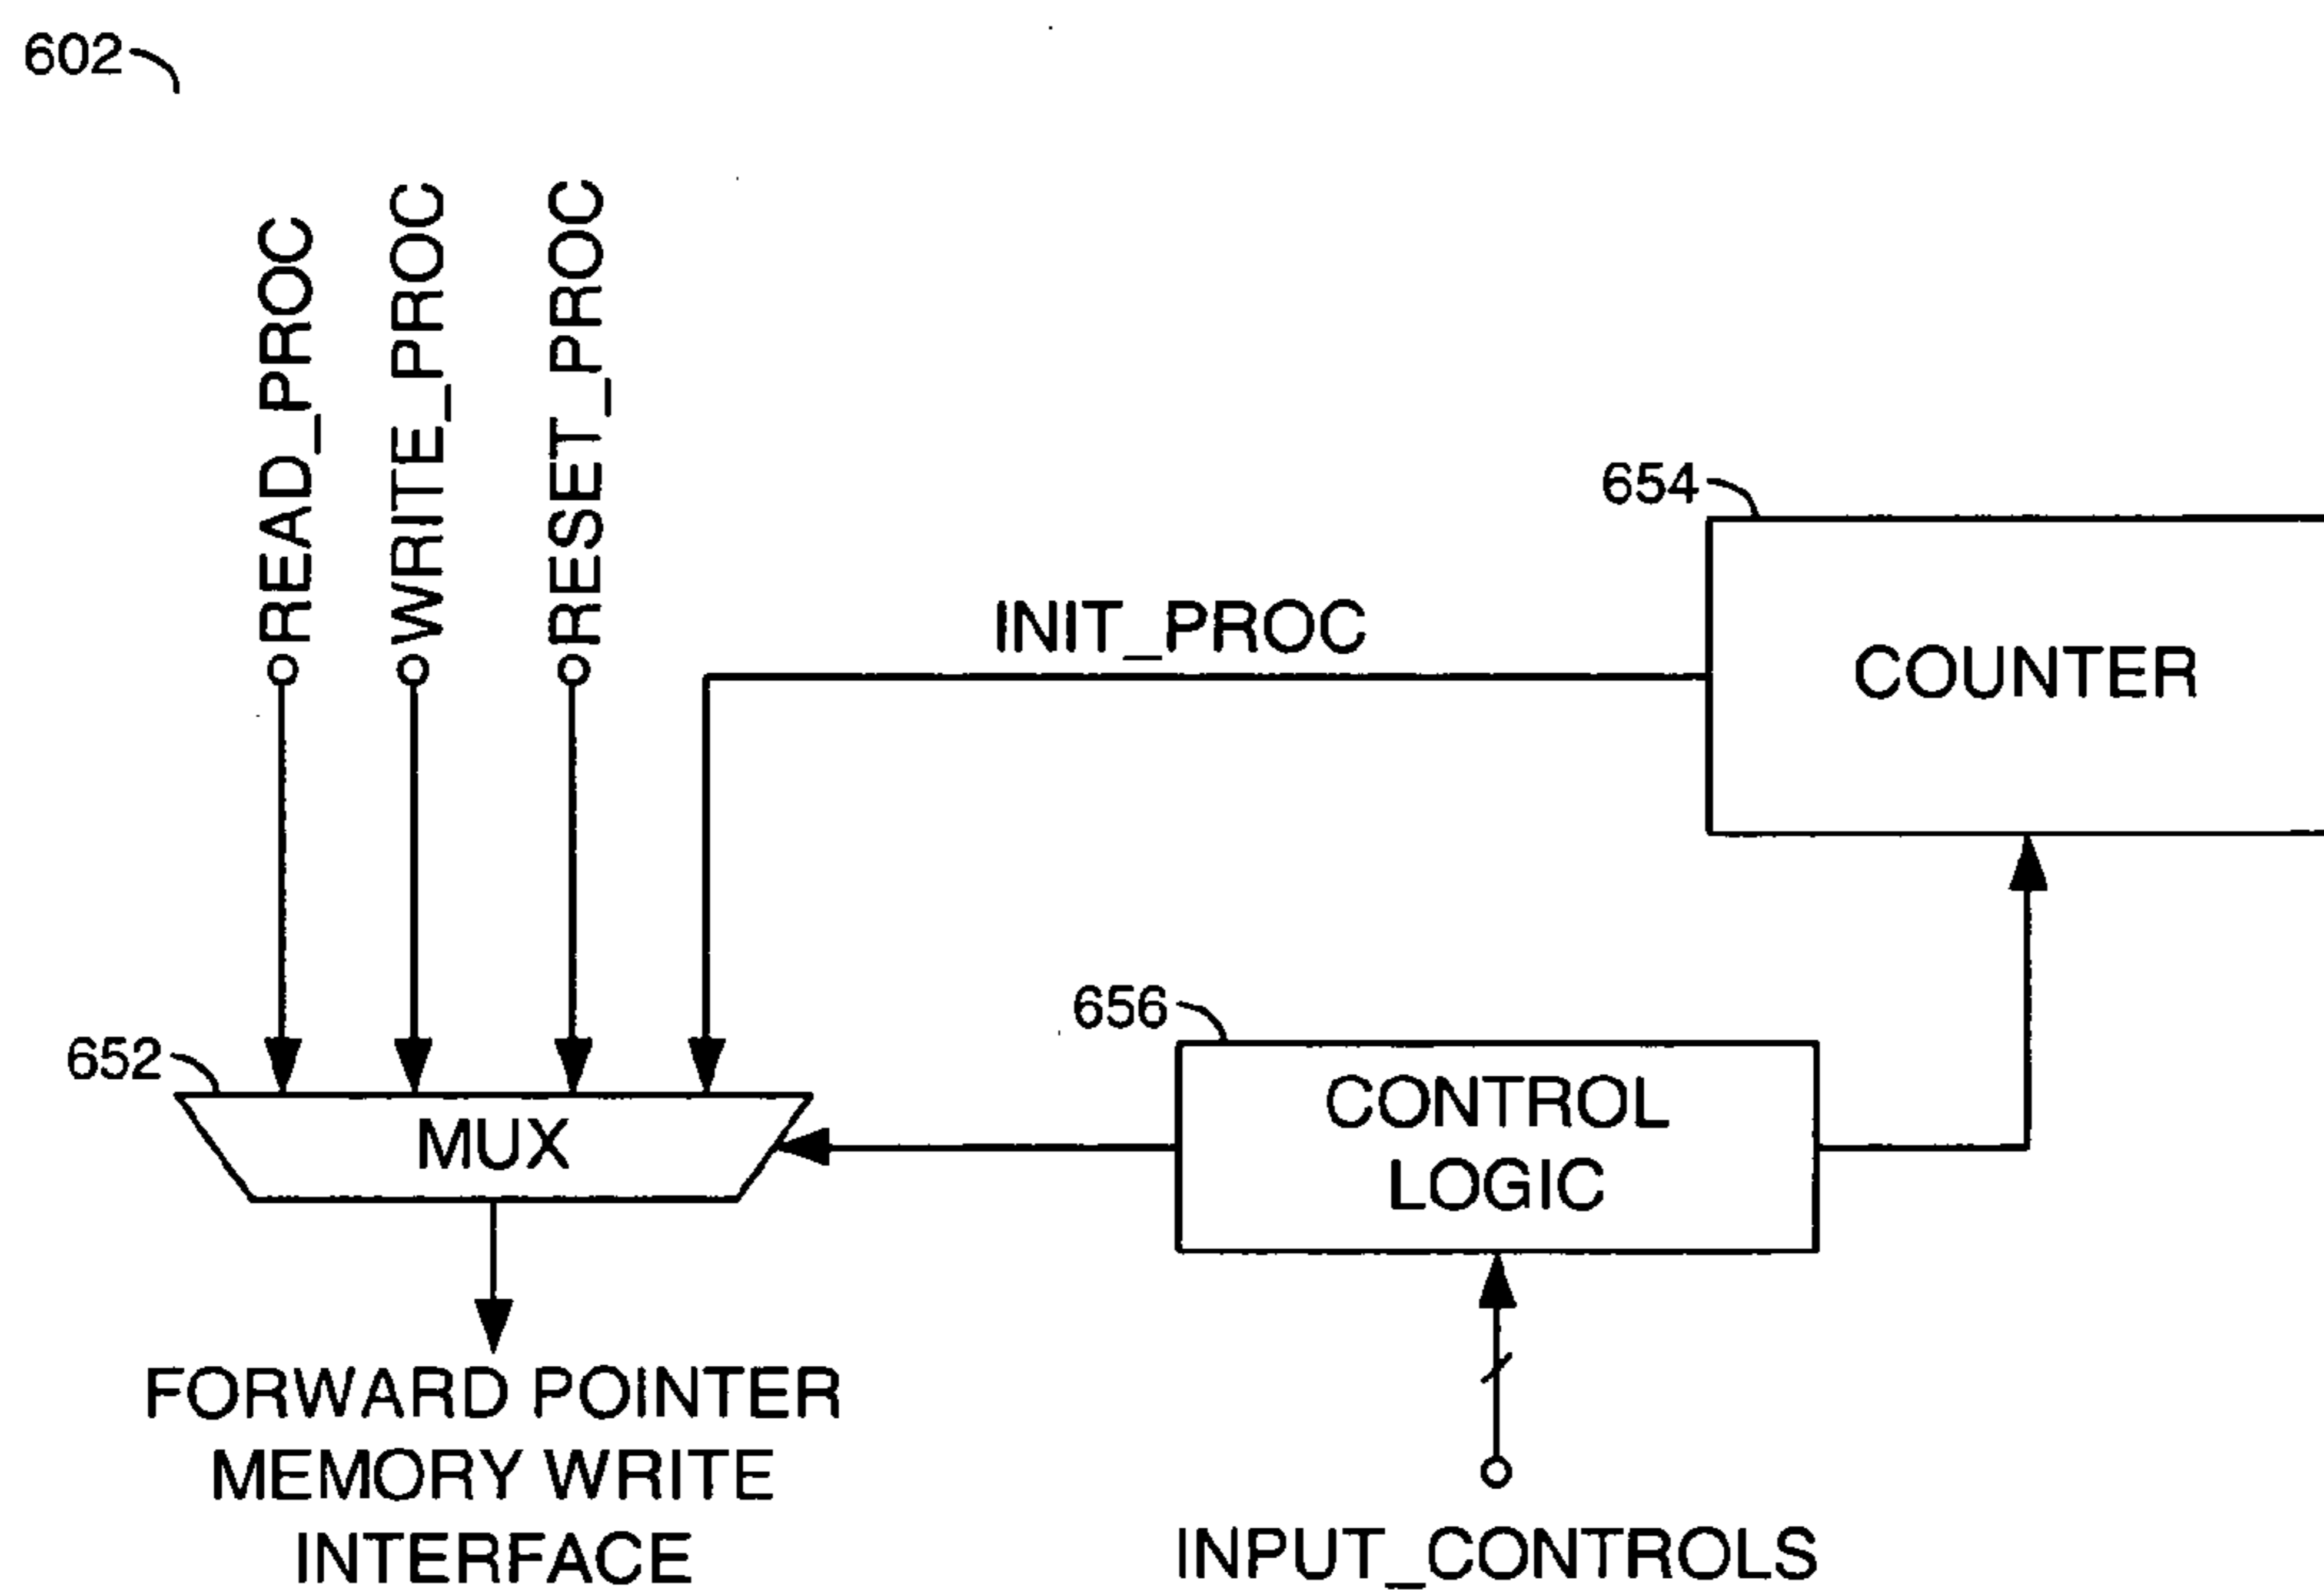 602
READ_PROC
WRITE_PROC
RESET_PROC
654
INIT_PROC
COUNTER
656
652
CONTROL
LOGIC
MUX
FORWARD POINTER
MEMORY WRITE
INTERFACE
INPUT_CONTROLS